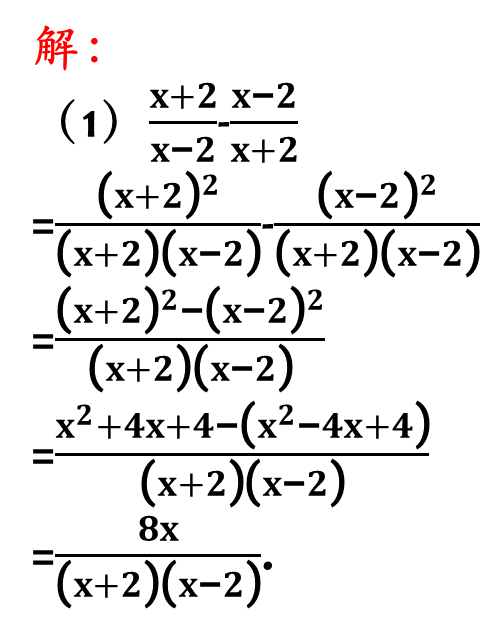 解：
（1） (x+2)/(x−2) - (x−2)/(x+2)
= (x+2)²/((x+2)(x−2)) - (x−2)²/((x+2)(x−2))
= ((x+2)²−(x−2)²)/((x+2)(x−2))
= (x²+4x+4−(x²−4x+4))/((x+2)(x−2))
= 8x/((x+2)(x−2)).